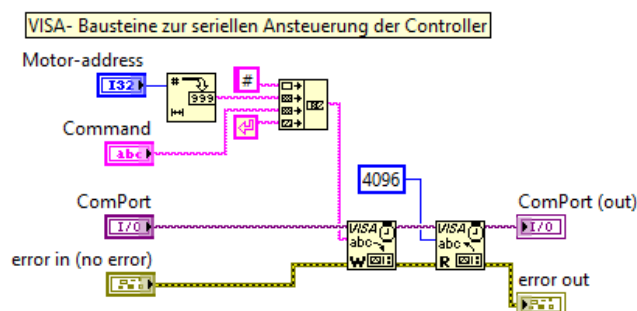 VISA- Bausteine zur seriellen Ansteuerung der Controller
Motor-address
I32
#
999
#
Command
abc
4096
ComPort
I/O
VISA
abc
W
VISA
abc
R
ComPort (out)
I/O
error in (no error)
error out